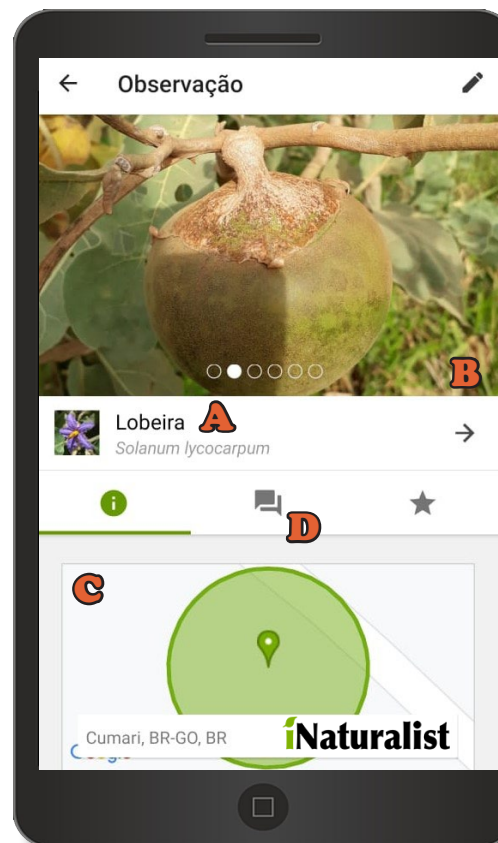 Observação
B
Lobeira A
Solanum lycocarpum
D
C
Cumari, BR-GO, BR iNaturalist